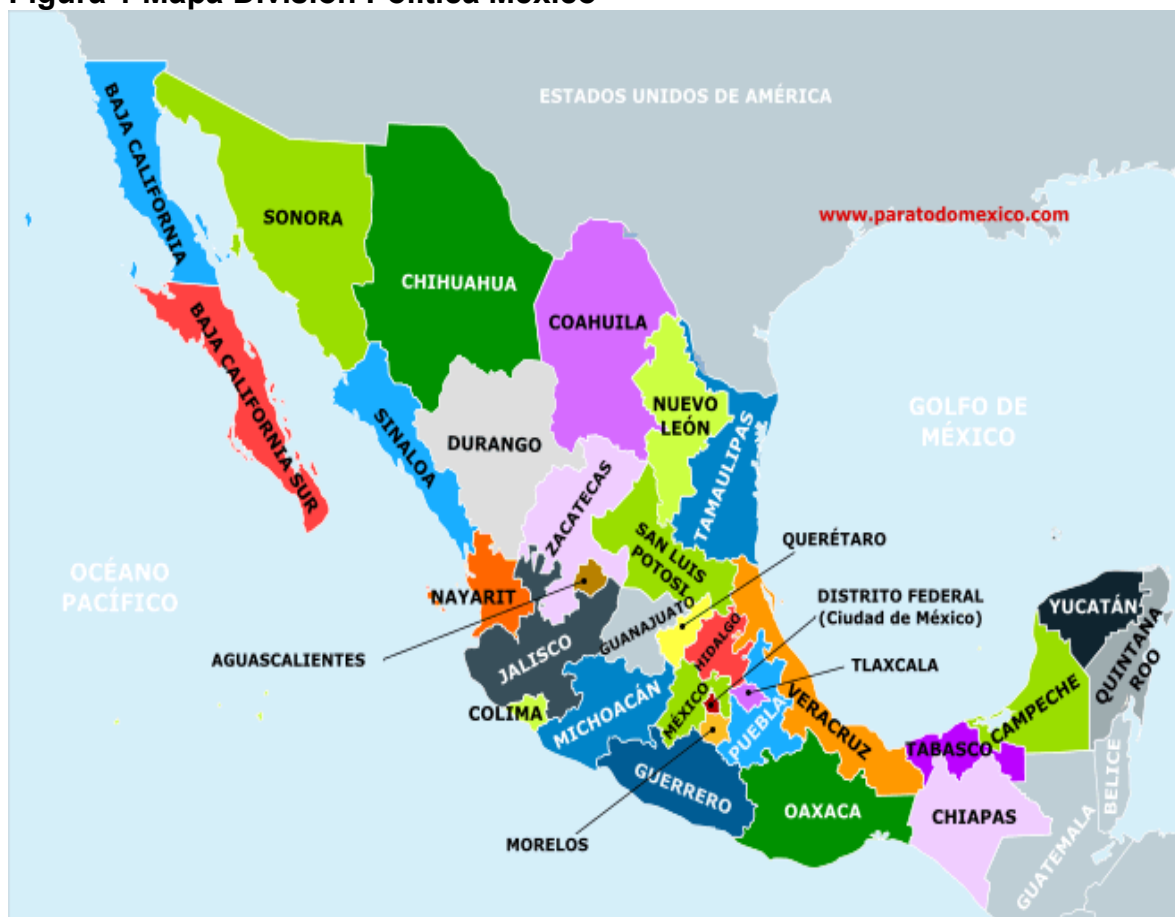 Figura 1 Mapa División Política México
ESTADOS UNIDOS DE AMÉRICA
www.paratodomexico.com
BAJA CALIFORNIA
SONORA
CHIHUAHUA
COAHUILA
BAJA CALIFORNIA SUR
SINALOA
DURANGO
NUEVO
LEÓN
TAMAULIPAS
GOLFO DE
MÉXICO
ZACATECAS
SAN LUIS
POTOSI
QUERÉTARO
OCÉANO
PACÍFICO
NAYARIT
GUANAJUATO
HIDALGO
DISTRITO FEDERAL
(Ciudad de México)
YUCATÁN
QUINTANA
ROO
AGUASCALIENTES
JALISCO
TLAXCALA
COLIMA
MICHOACÁN
MÉXICO
PUEBLA
VERACRUZ
CAMPECHE
TABASCO
GUERRERO
MORELOS
OAXACA
CHIAPAS
BELICE
GUATEMALA